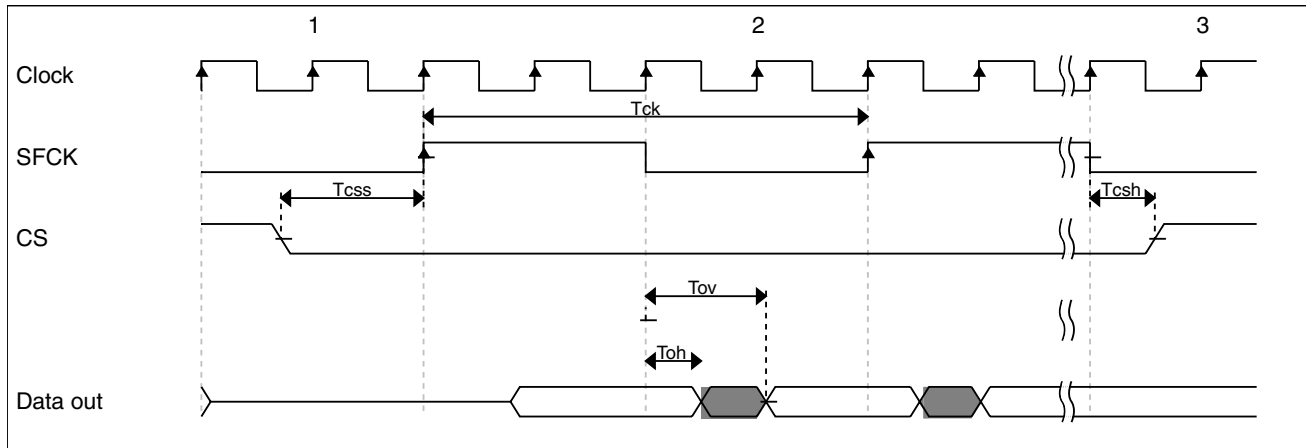 1 2 3
Clock
Tck
SFCK
Tcss Tcsh
CS
Tov
Toh
Data out